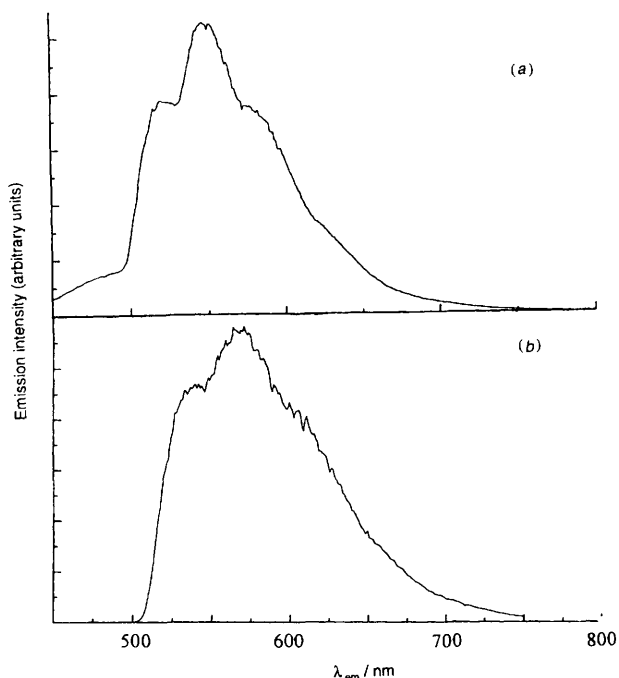 (a)
Emission intensity (arbitrary units)
(b)
500 600 700 800
λem / nm